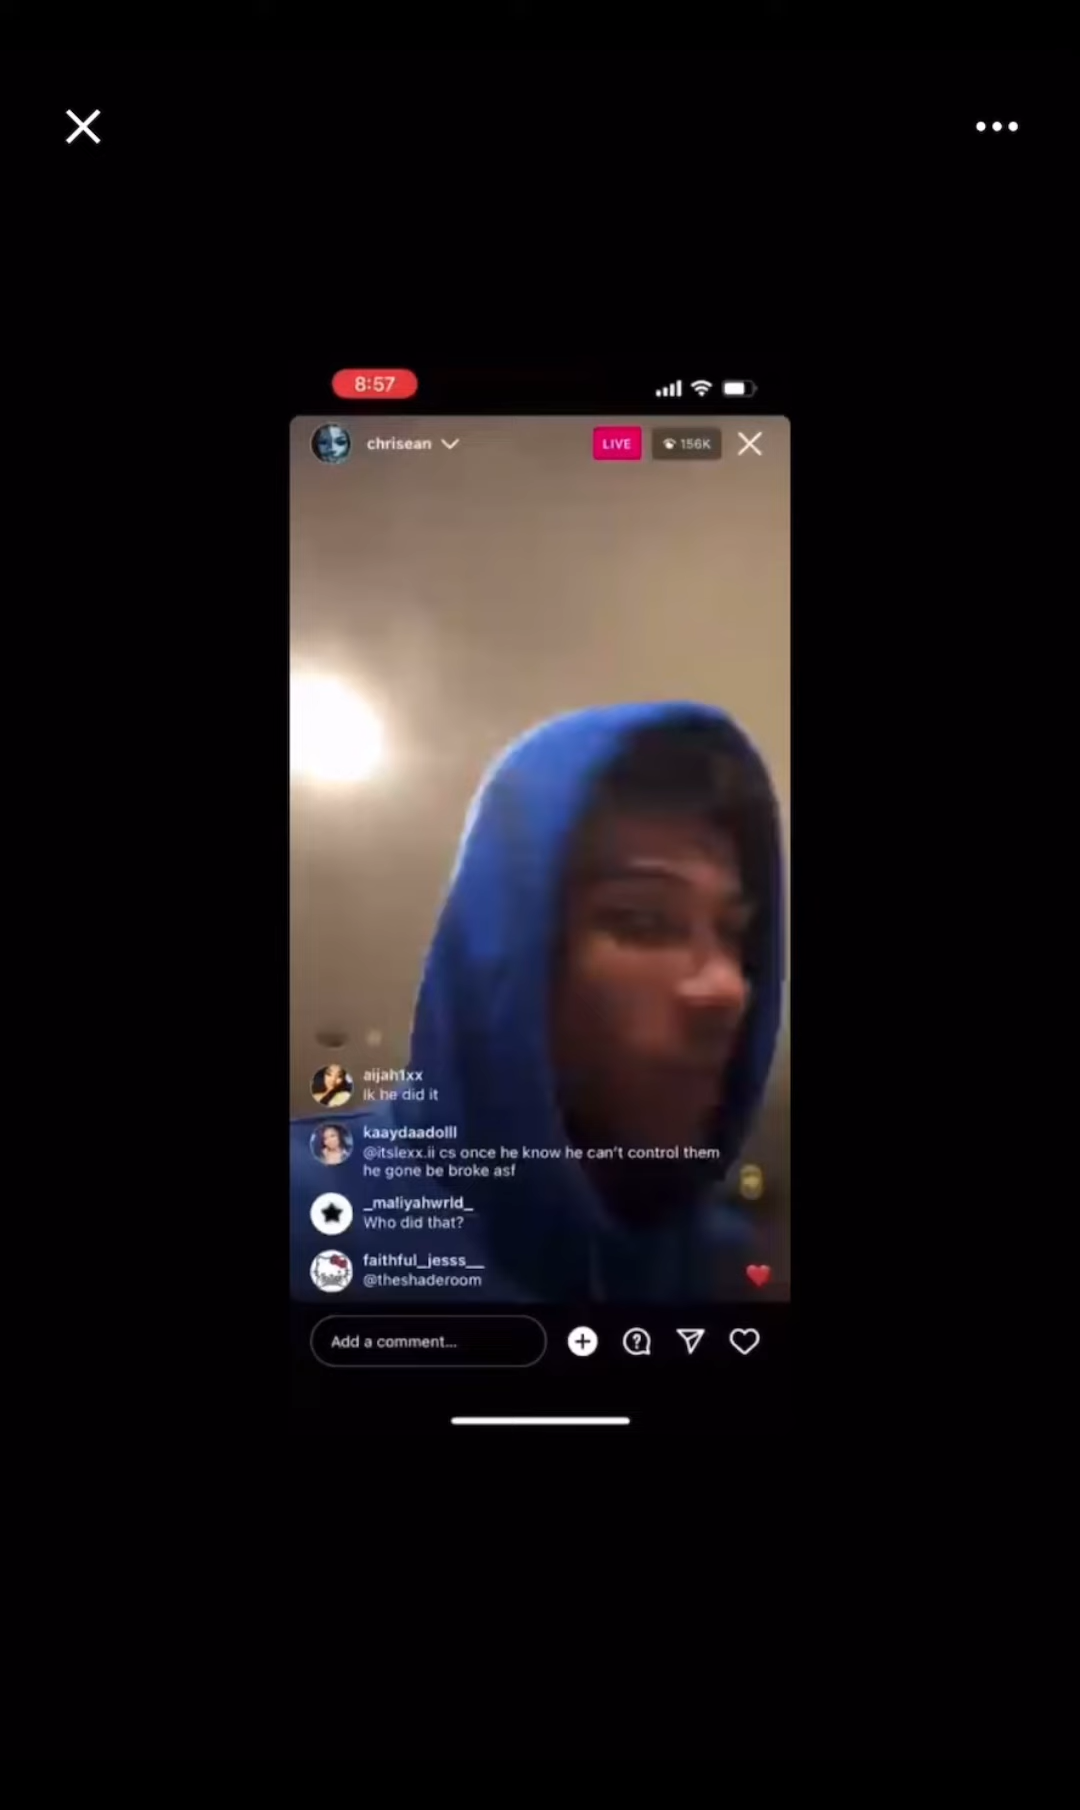 8:57
chrisean
LIVE
156K
aijah1xx
Ik he did it
kaaydaadolll
@itslexx.ii cs once he know he can't control them
he gone be broke asf
_maliyahwrld_
Who did that?
faithful_jesss__
@theshaderoom
Add a comment...